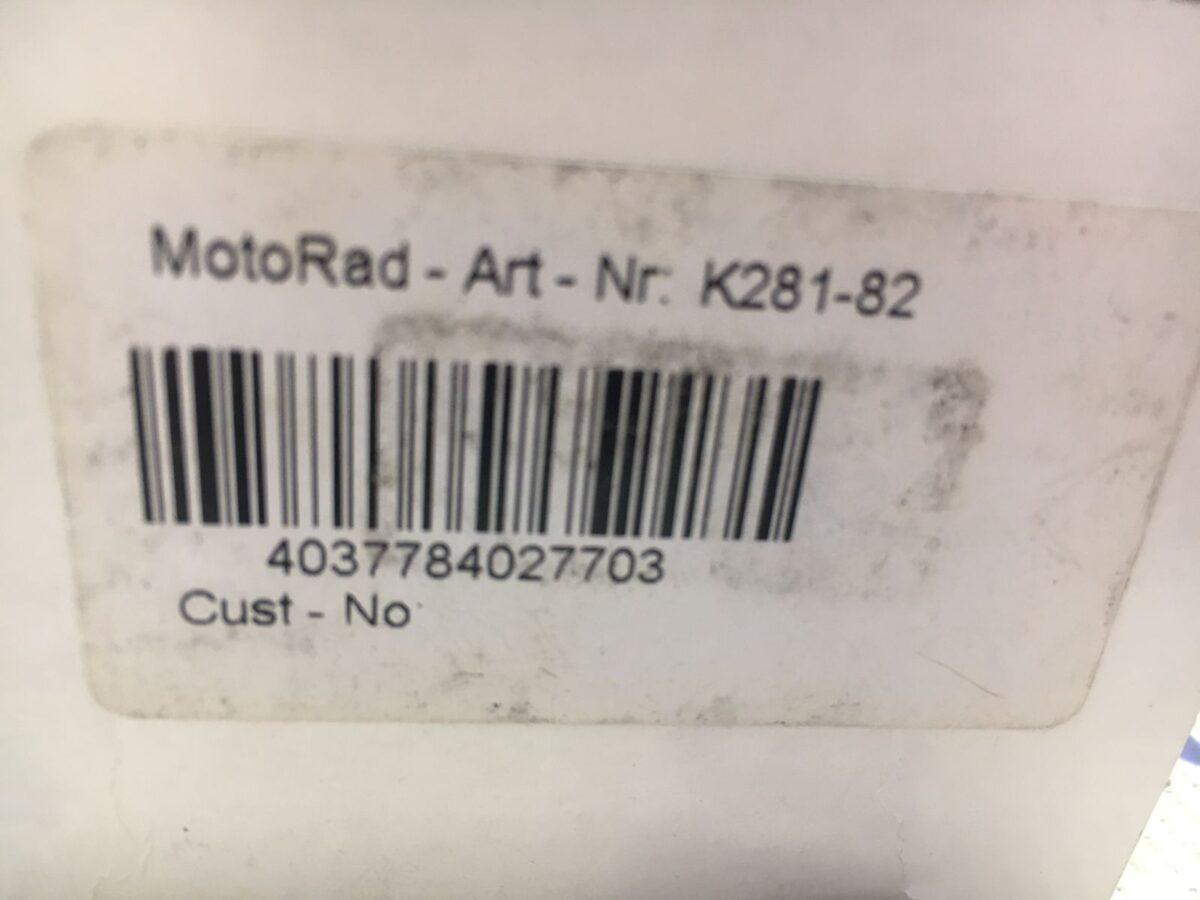 MotoRad - Art - Nr: K281-82
4037784027703
Cust - No: